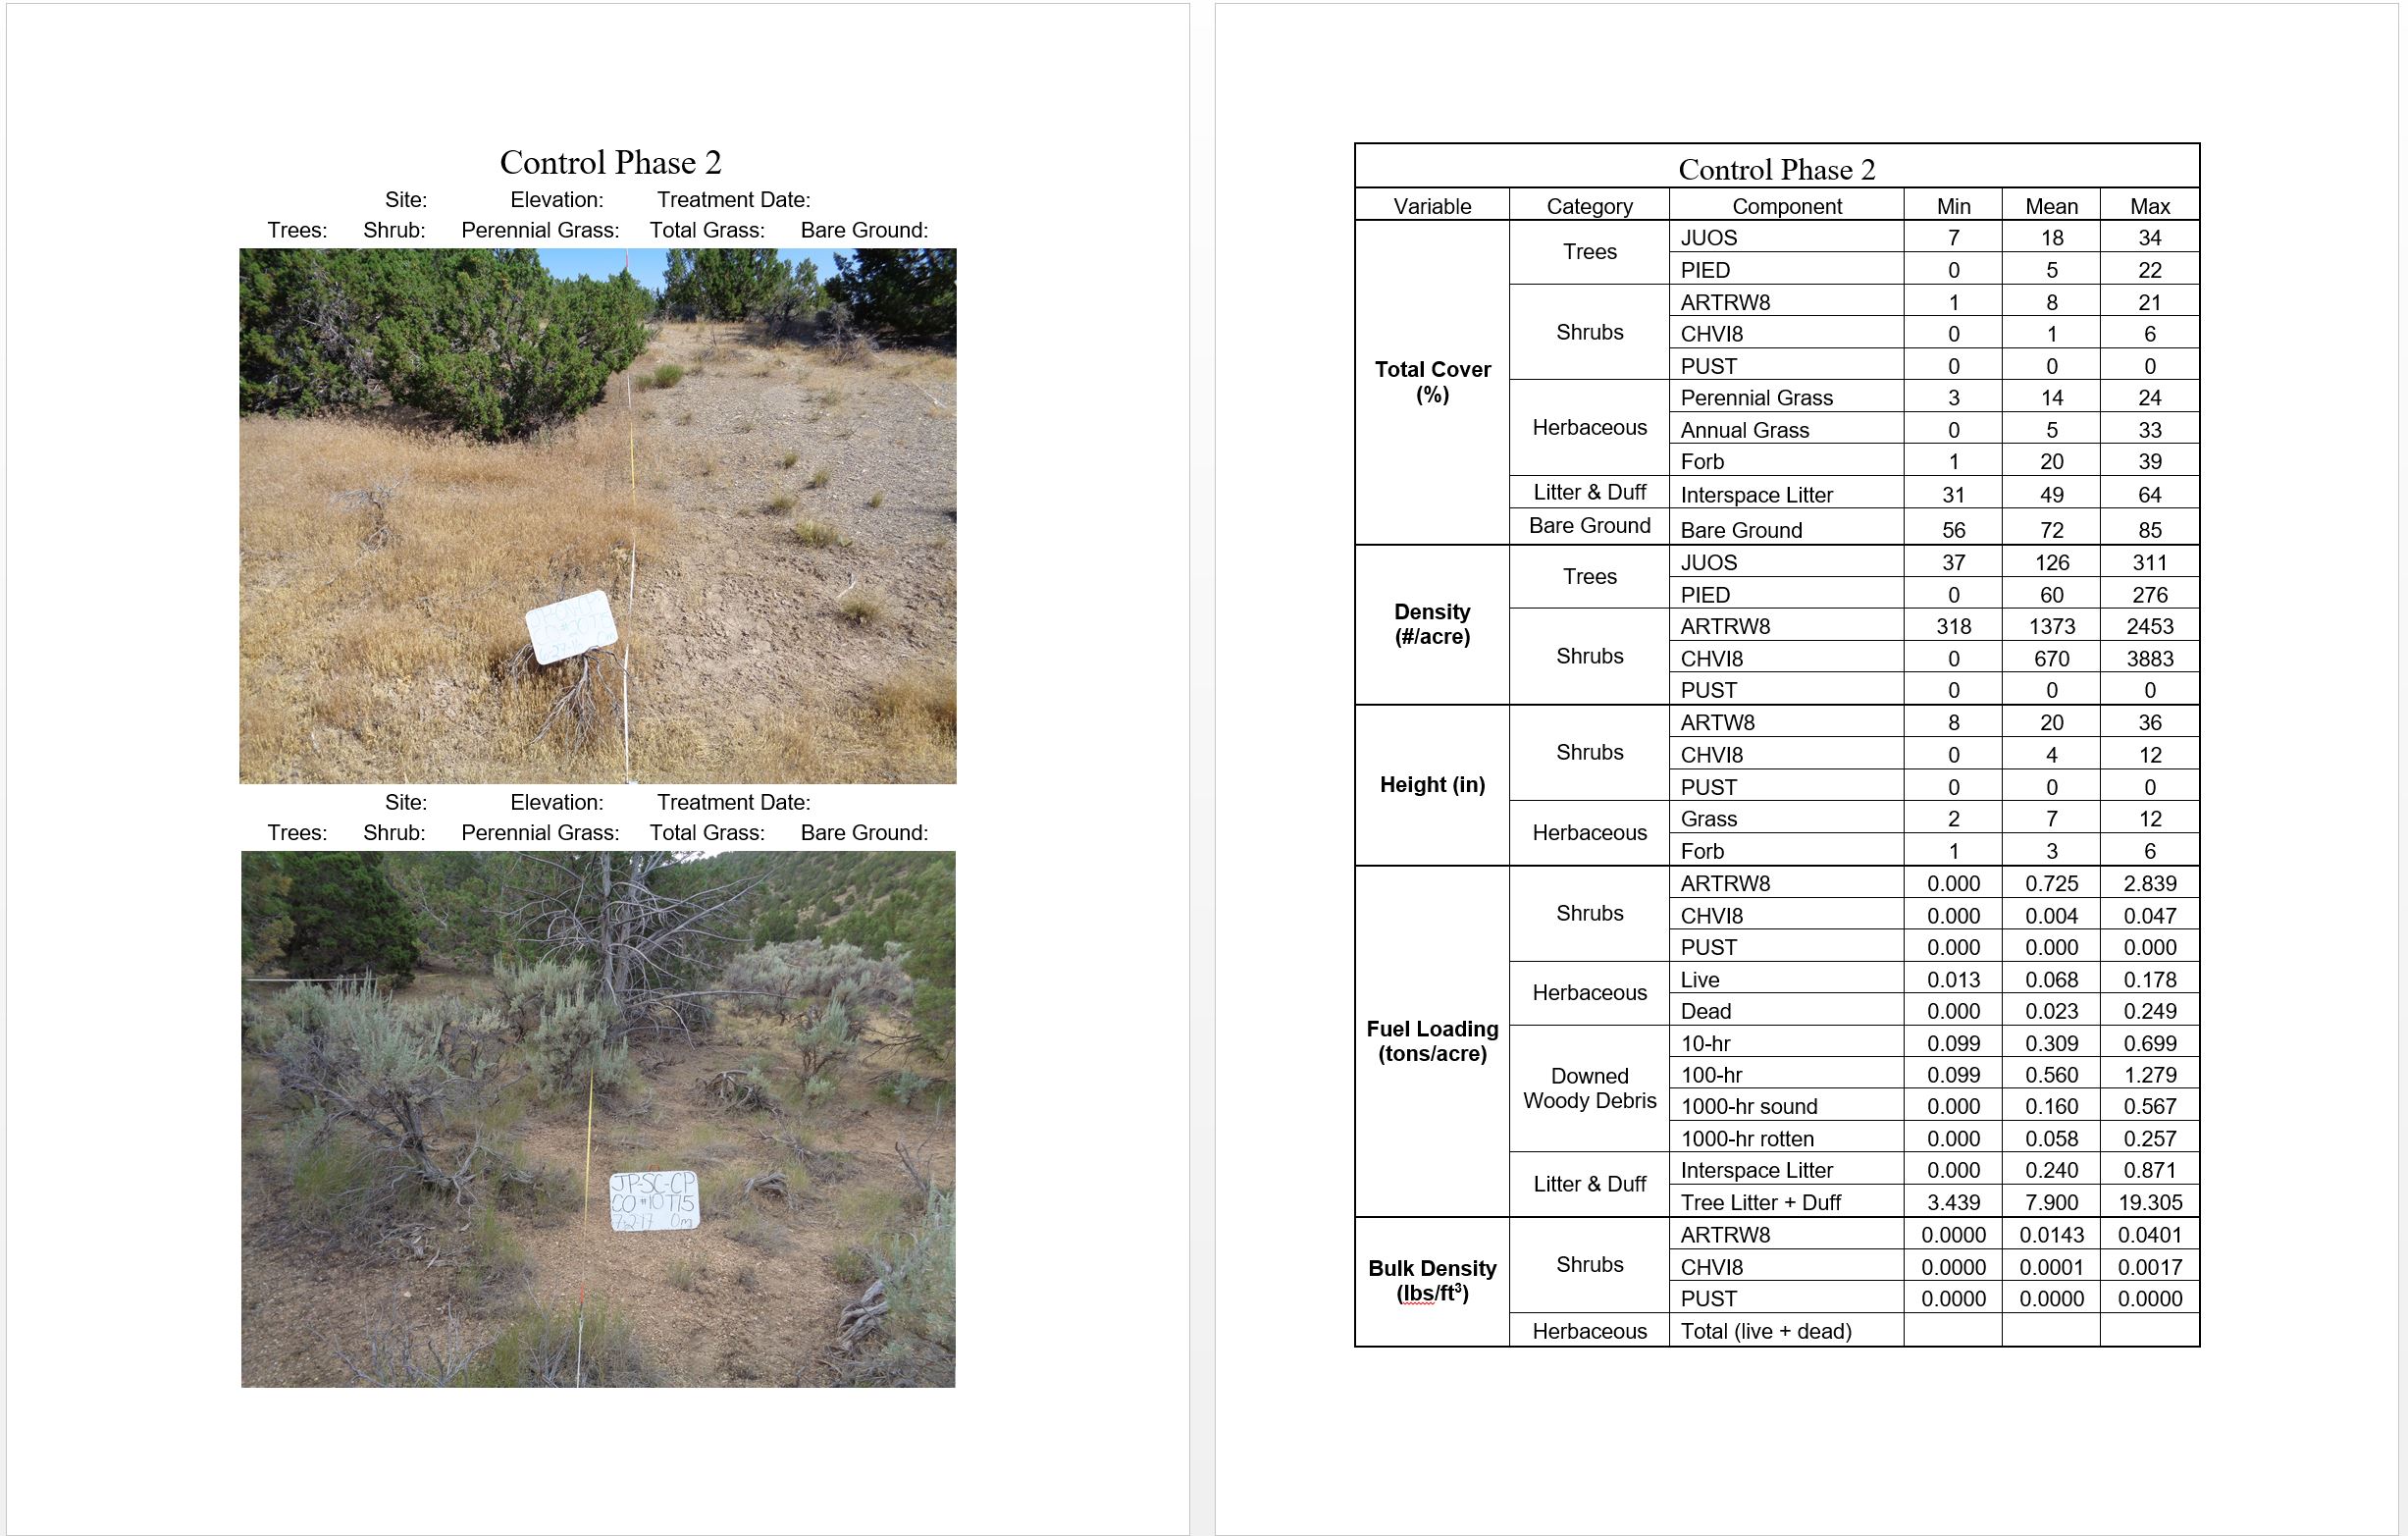 Control Phase 2
Site: Elevation: Treatment Date:
Trees: Shrub: Perennial Grass: Total Grass: Bare Ground:
Site: Elevation: Treatment Date:
Trees: Shrub: Perennial Grass: Total Grass: Bare Ground:
JP-SC-CP
CO #10 T15
7-2-17 0m
Control Phase 2
Variable Category Component Min Mean Max
Total Cover (%)
Trees
JUOS 7 18 34
PIED 0 5 22
Shrubs
ARTRW8 1 8 21
CHVI8 0 1 6
PUST 0 0 0
Herbaceous
Perennial Grass 3 14 24
Annual Grass 0 5 33
Forb 1 20 39
Litter & Duff Interspace Litter 31 49 64
Bare Ground Bare Ground 56 72 85
Density (#/acre)
Trees
JUOS 37 126 311
PIED 0 60 276
Shrubs
ARTRW8 318 1373 2453
CHVI8 0 670 3883
PUST 0 0 0
Height (in)
Shrubs
ARTW8 8 20 36
CHVI8 0 4 12
PUST 0 0 0
Herbaceous
Grass 2 7 12
Forb 1 3 6
Fuel Loading (tons/acre)
Shrubs
ARTRW8 0.000 0.725 2.839
CHVI8 0.000 0.004 0.047
PUST 0.000 0.000 0.000
Herbaceous
Live 0.013 0.068 0.178
Dead 0.000 0.023 0.249
Downed Woody Debris
10-hr 0.099 0.309 0.699
100-hr 0.099 0.560 1.279
1000-hr sound 0.000 0.160 0.567
1000-hr rotten 0.000 0.058 0.257
Litter & Duff
Interspace Litter 0.000 0.240 0.871
Tree Litter + Duff 3.439 7.900 19.305
Bulk Density (lbs/ft³)
Shrubs
ARTRW8 0.0000 0.0143 0.0401
CHVI8 0.0000 0.0001 0.0017
PUST 0.0000 0.0000 0.0000
Herbaceous Total (live + dead)